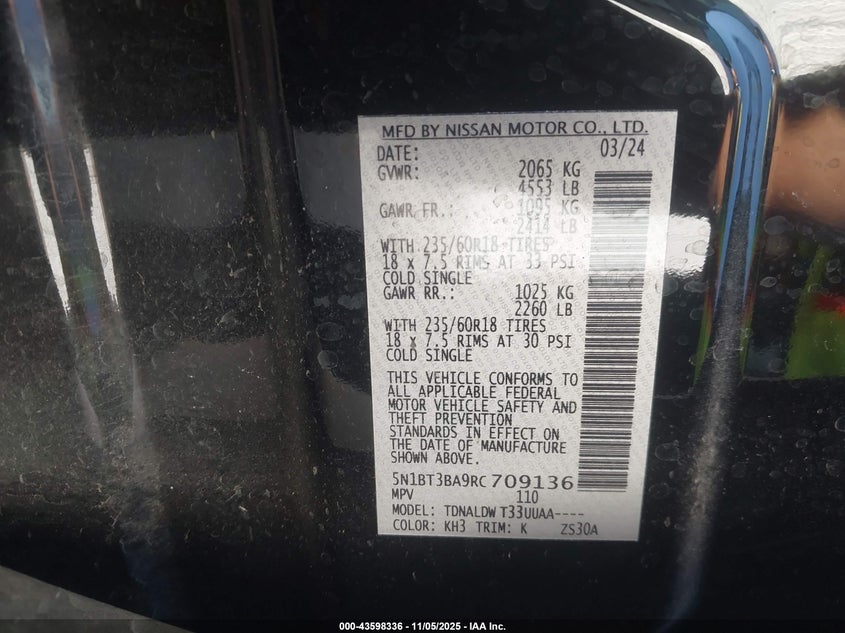 MFD BY NISSAN MOTOR CO., LTD.
DATE: 03/24
GVWR: 2065 KG
4553 LB
GAWR FR.: 1095 KG
2414 LB
WITH 235/60R18 TIRES
18 x 7.5 RIMS AT 33 PSI
COLD SINGLE
GAWR RR.: 1025 KG
2260 LB
WITH 235/60R18 TIRES
18 x 7.5 RIMS AT 30 PSI
COLD SINGLE
THIS VEHICLE CONFORMS TO
ALL APPLICABLE FEDERAL
MOTOR VEHICLE SAFETY AND
THEFT PREVENTION
STANDARDS IN EFFECT ON
THE DATE OF MANUFACTURE
SHOWN ABOVE.
5N1BT3BA9RC 709136
MPV 110
MODEL: TDNALDW T33UUAA----
COLOR: KH3 TRIM: K ZS30A
000-43598336 - 11/05/2025 - IAA Inc.